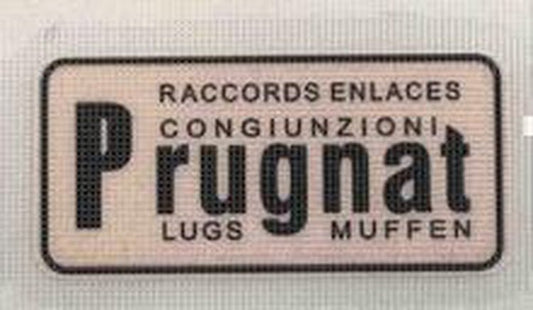 RACCORDS ENLACES
CONGIUNZIONI
Prugnat
LUGS MUFFEN